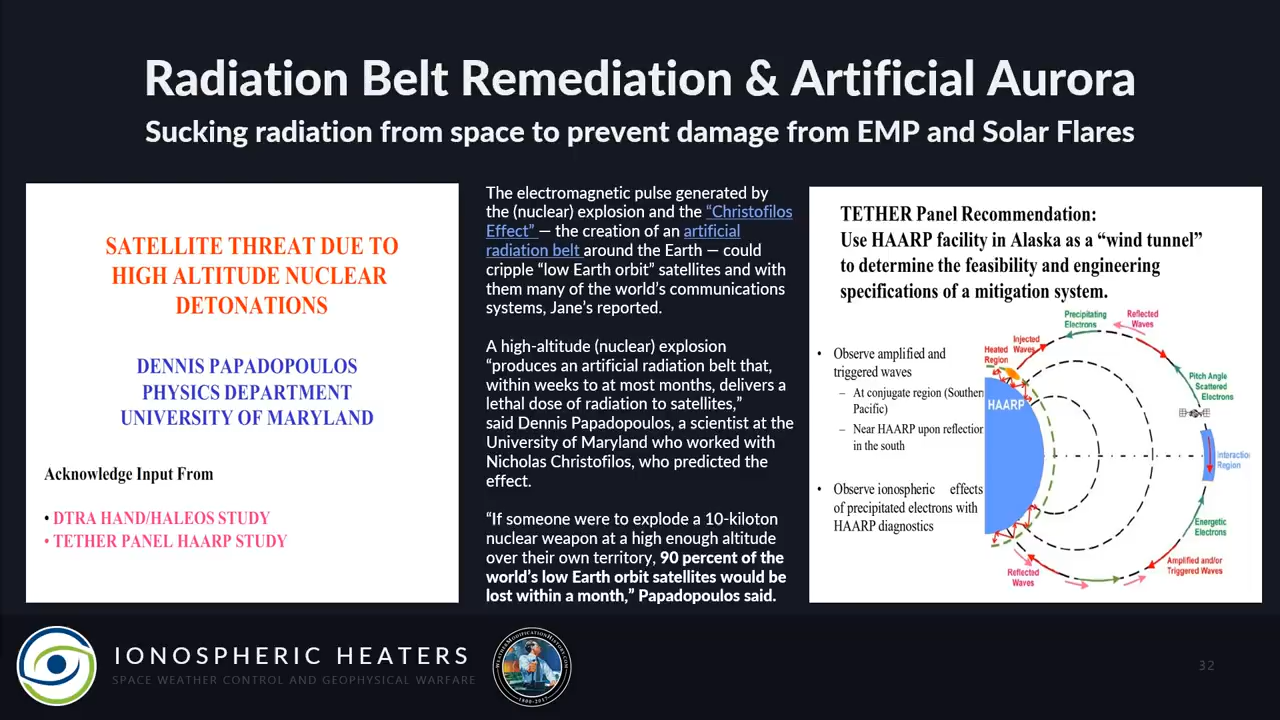 Radiation Belt Remediation & Artificial Aurora
Sucking radiation from space to prevent damage from EMP and Solar Flares
SATELLITE THREAT DUE TO
HIGH ALTITUDE NUCLEAR
DETONATIONS
DENNIS PAPADOPOULOS
PHYSICS DEPARTMENT
UNIVERSITY OF MARYLAND
Acknowledge Input From
• DTRA HAND/HALEOS STUDY
• TETHER PANEL HAARP STUDY
The electromagnetic pulse generated by
the (nuclear) explosion and the “Christofilos
Effect” — the creation of an artificial
radiation belt around the Earth — could
cripple “low Earth orbit” satellites and with
them many of the world’s communications
systems, Jane’s reported.
A high-altitude (nuclear) explosion
“produces an artificial radiation belt that,
within weeks to at most months, delivers a
lethal dose of radiation to satellites,”
said Dennis Papadopoulos, a scientist at the
University of Maryland who worked with
Nicholas Christofilos, who predicted the
effect.
“If someone were to explode a 10-kiloton
nuclear weapon at a high enough altitude
over their own territory, 90 percent of the
world’s low Earth orbit satellites would be
lost within a month,” Papadopoulos said.
TETHER Panel Recommendation:
Use HAARP facility in Alaska as a “wind tunnel”
to determine the feasibility and engineering
specifications of a mitigation system.
• Observe amplified and
triggered waves
– At conjugate region (Southern
Pacific)
– Near HAARP upon reflection
in the south
• Observe ionospheric effects
of precipitated electrons with
HAARP diagnostics
Precipitating
Electrons
Reflected
Waves
Injected
Waves
Heated
Region
HAARP
Pitch Angle
Scattered
Electrons
Interaction
Region
Energetic
Electrons
Amplified and/or
Triggered Waves
Reflected
Waves
IONOSPHERIC HEATERS
SPACE WEATHER CONTROL AND GEOPHYSICAL WARFARE
WEATHERMODIFICATIONHISTORY.COM
32